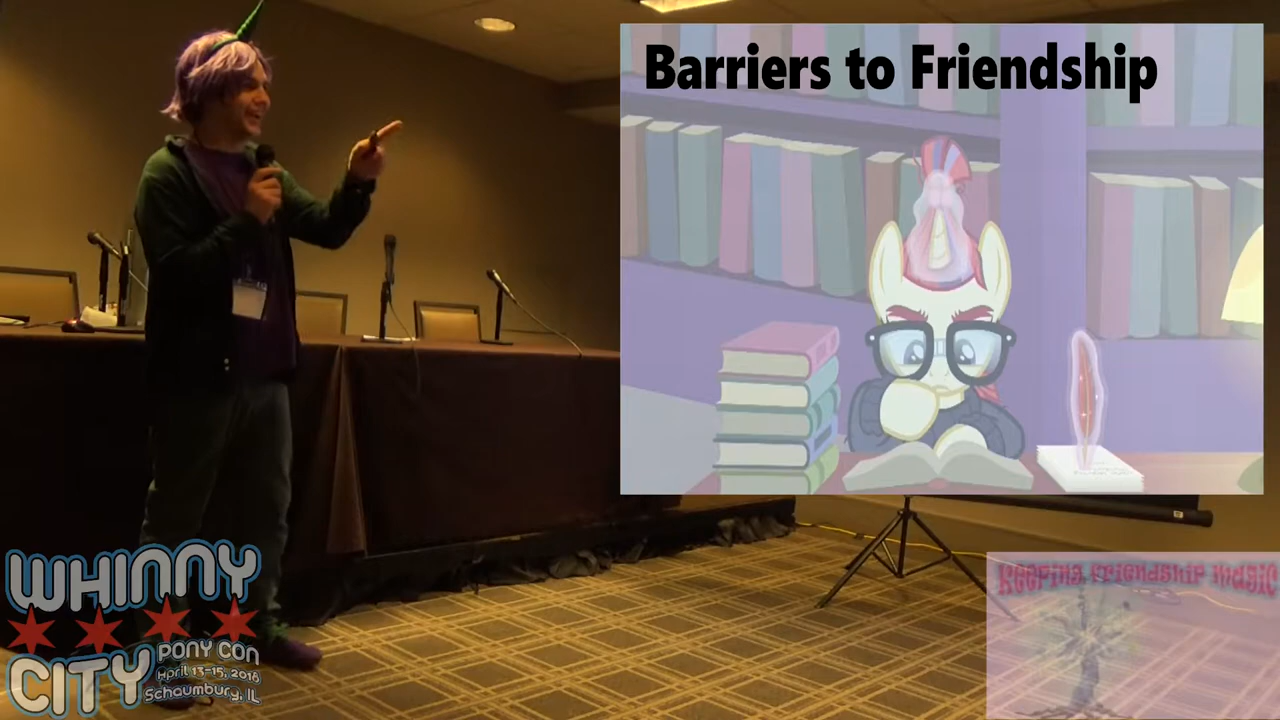 Barriers to Friendship
WHINNY
CITY
PONY CON
April 13-15, 2018
Schaumburg, IL
Keeping Friendship Magic